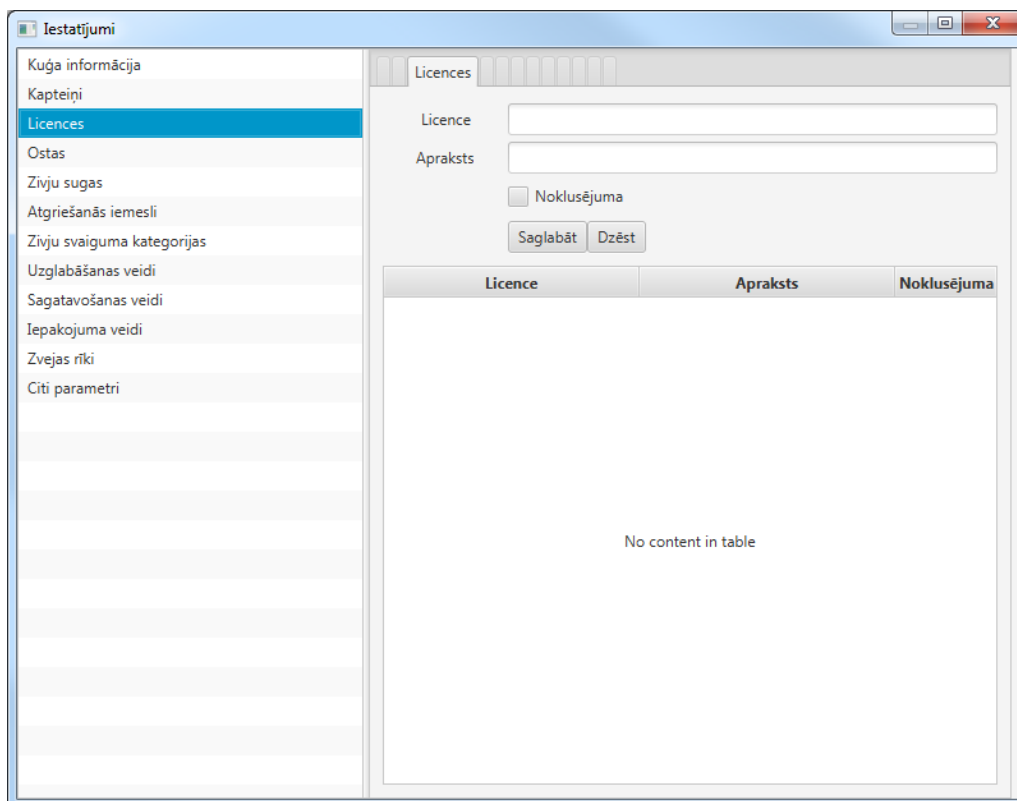 Iestatījumi
Kuģa informācija
Kapteiņi
Licences
Ostas
Zivju sugas
Atgriešanās iemesli
Zivju svaiguma kategorijas
Uzglabāšanas veidi
Sagatavošanas veidi
Iepakojuma veidi
Zvejas rīki
Citi parametri
Licences
Licence
Apraksts
Noklusējuma
Saglabāt Dzēst
Licence Apraksts Noklusējuma
No content in table